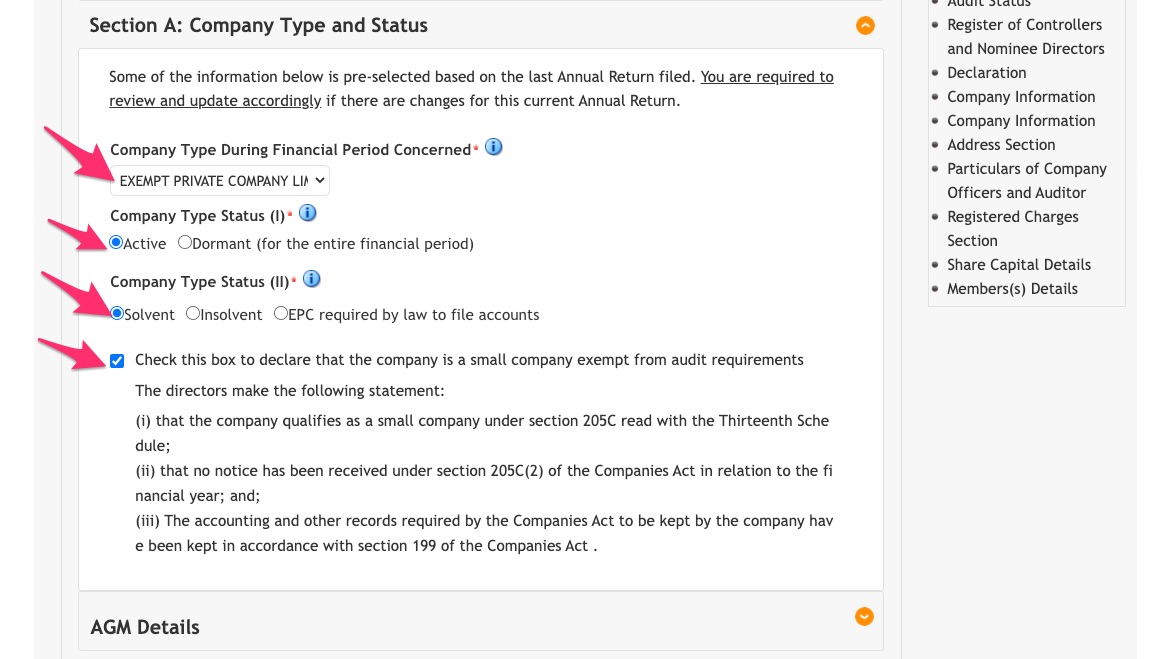 Section A: Company Type and Status
Some of the information below is pre-selected based on the last Annual Return filed. You are required to
review and update accordingly if there are changes for this current Annual Return.
Company Type During Financial Period Concerned*
EXEMPT PRIVATE COMPANY LIM
Company Type Status (I)*
Active Dormant (for the entire financial period)
Company Type Status (II)*
Solvent Insolvent EPC required by law to file accounts
Check this box to declare that the company is a small company exempt from audit requirements
The directors make the following statement:
(i) that the company qualifies as a small company under section 205C read with the Thirteenth Sche
dule;
(ii) that no notice has been received under section 205C(2) of the Companies Act in relation to the fi
nancial year; and;
(iii) The accounting and other records required by the Companies Act to be kept by the company hav
e been kept in accordance with section 199 of the Companies Act .
AGM Details
Audit Status
Register of Controllers
and Nominee Directors
Declaration
Company Information
Company Information
Address Section
Particulars of Company
Officers and Auditor
Registered Charges
Section
Share Capital Details
Members(s) Details